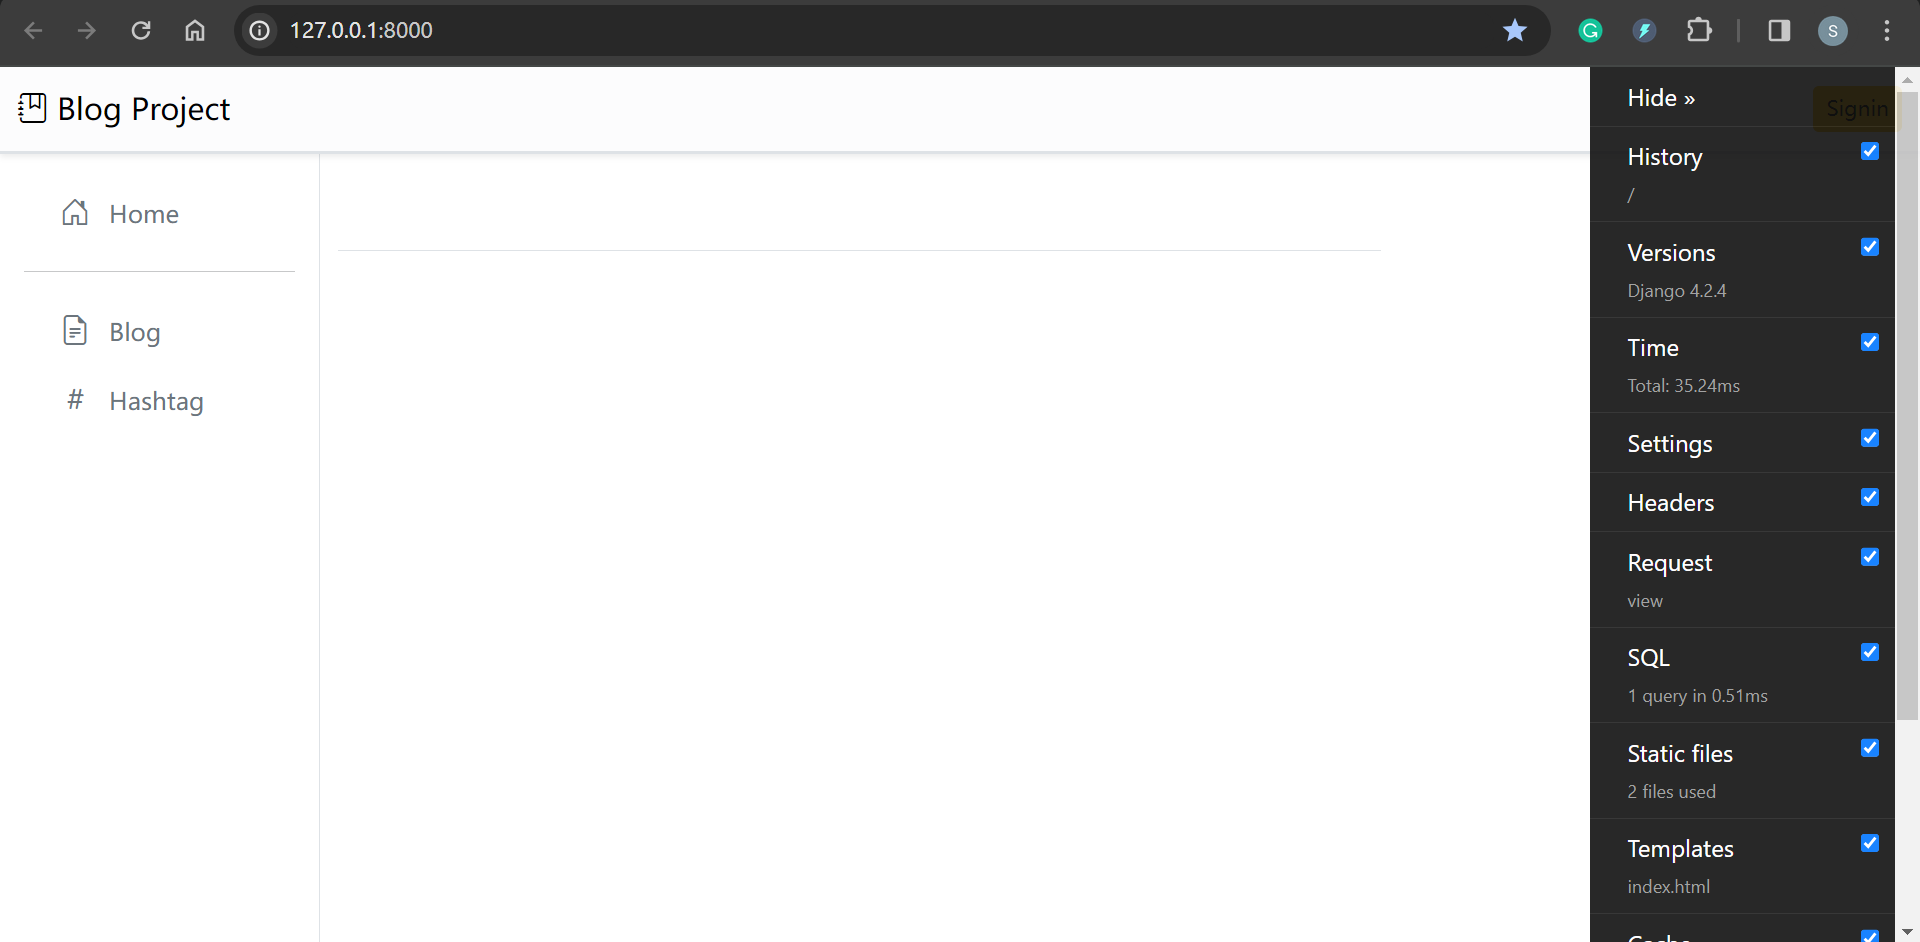 127.0.0.1:8000
S
Blog Project
Home
Blog
# Hashtag
Hide »
Signin
History
/
Versions
Django 4.2.4
Time
Total: 35.24ms
Settings
Headers
Request
view
SQL
1 query in 0.51ms
Static files
2 files used
Templates
index.html
Cache